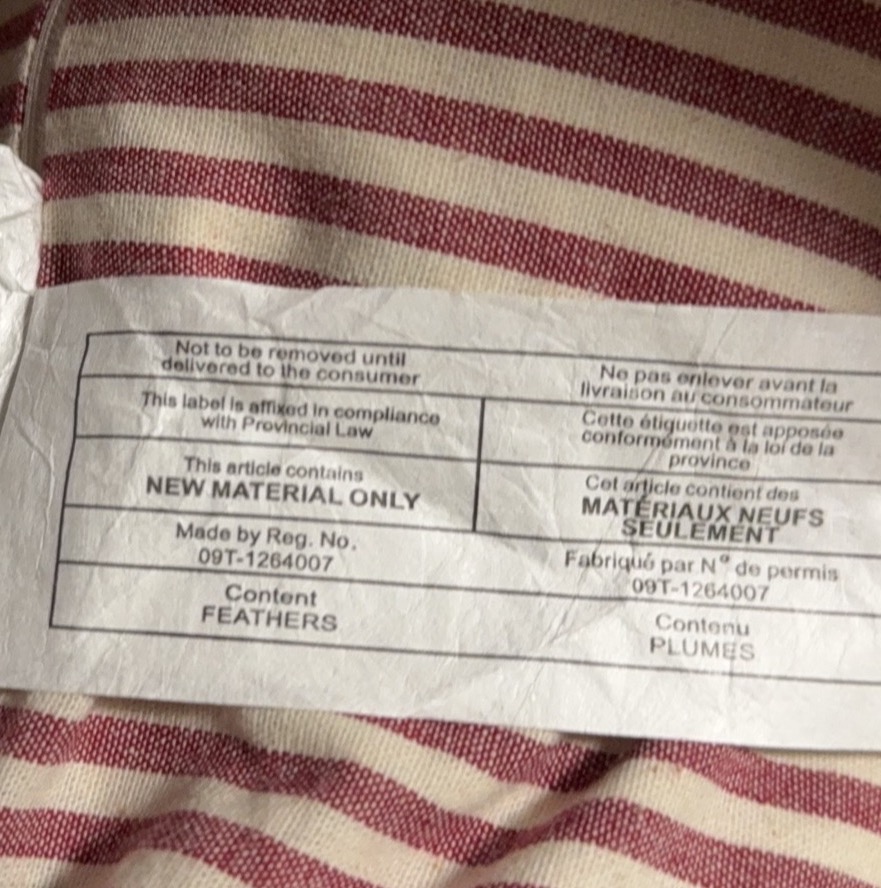 Not to be removed until
delivered to the consumer
Ne pas enlever avant la
livraison au consommateur
This label is affixed in compliance
with Provincial Law
Cette étiquette est apposée
conformément à la loi de la
province
This article contains
NEW MATERIAL ONLY
Cet article contient des
MATÉRIAUX NEUFS
SEULEMENT
Made by Reg. No.
09T-1264007
Fabriqué par N° de permis
09T-1264007
Content
FEATHERS
Contenu
PLUMES